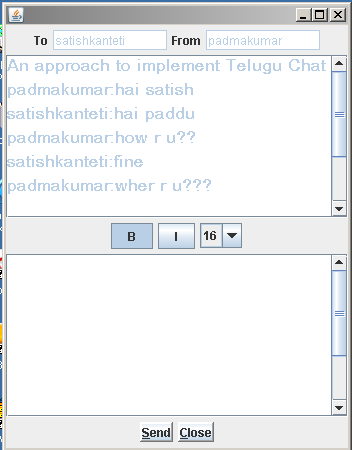 To satishkanteti From padmakumar
An approach to implement Telugu Chat
padmakumar:hai satish
satishkanteti:hai paddu
padmakumar:how r u??
satishkanteti:fine
padmakumar:wher r u???
B I 16
Send Close